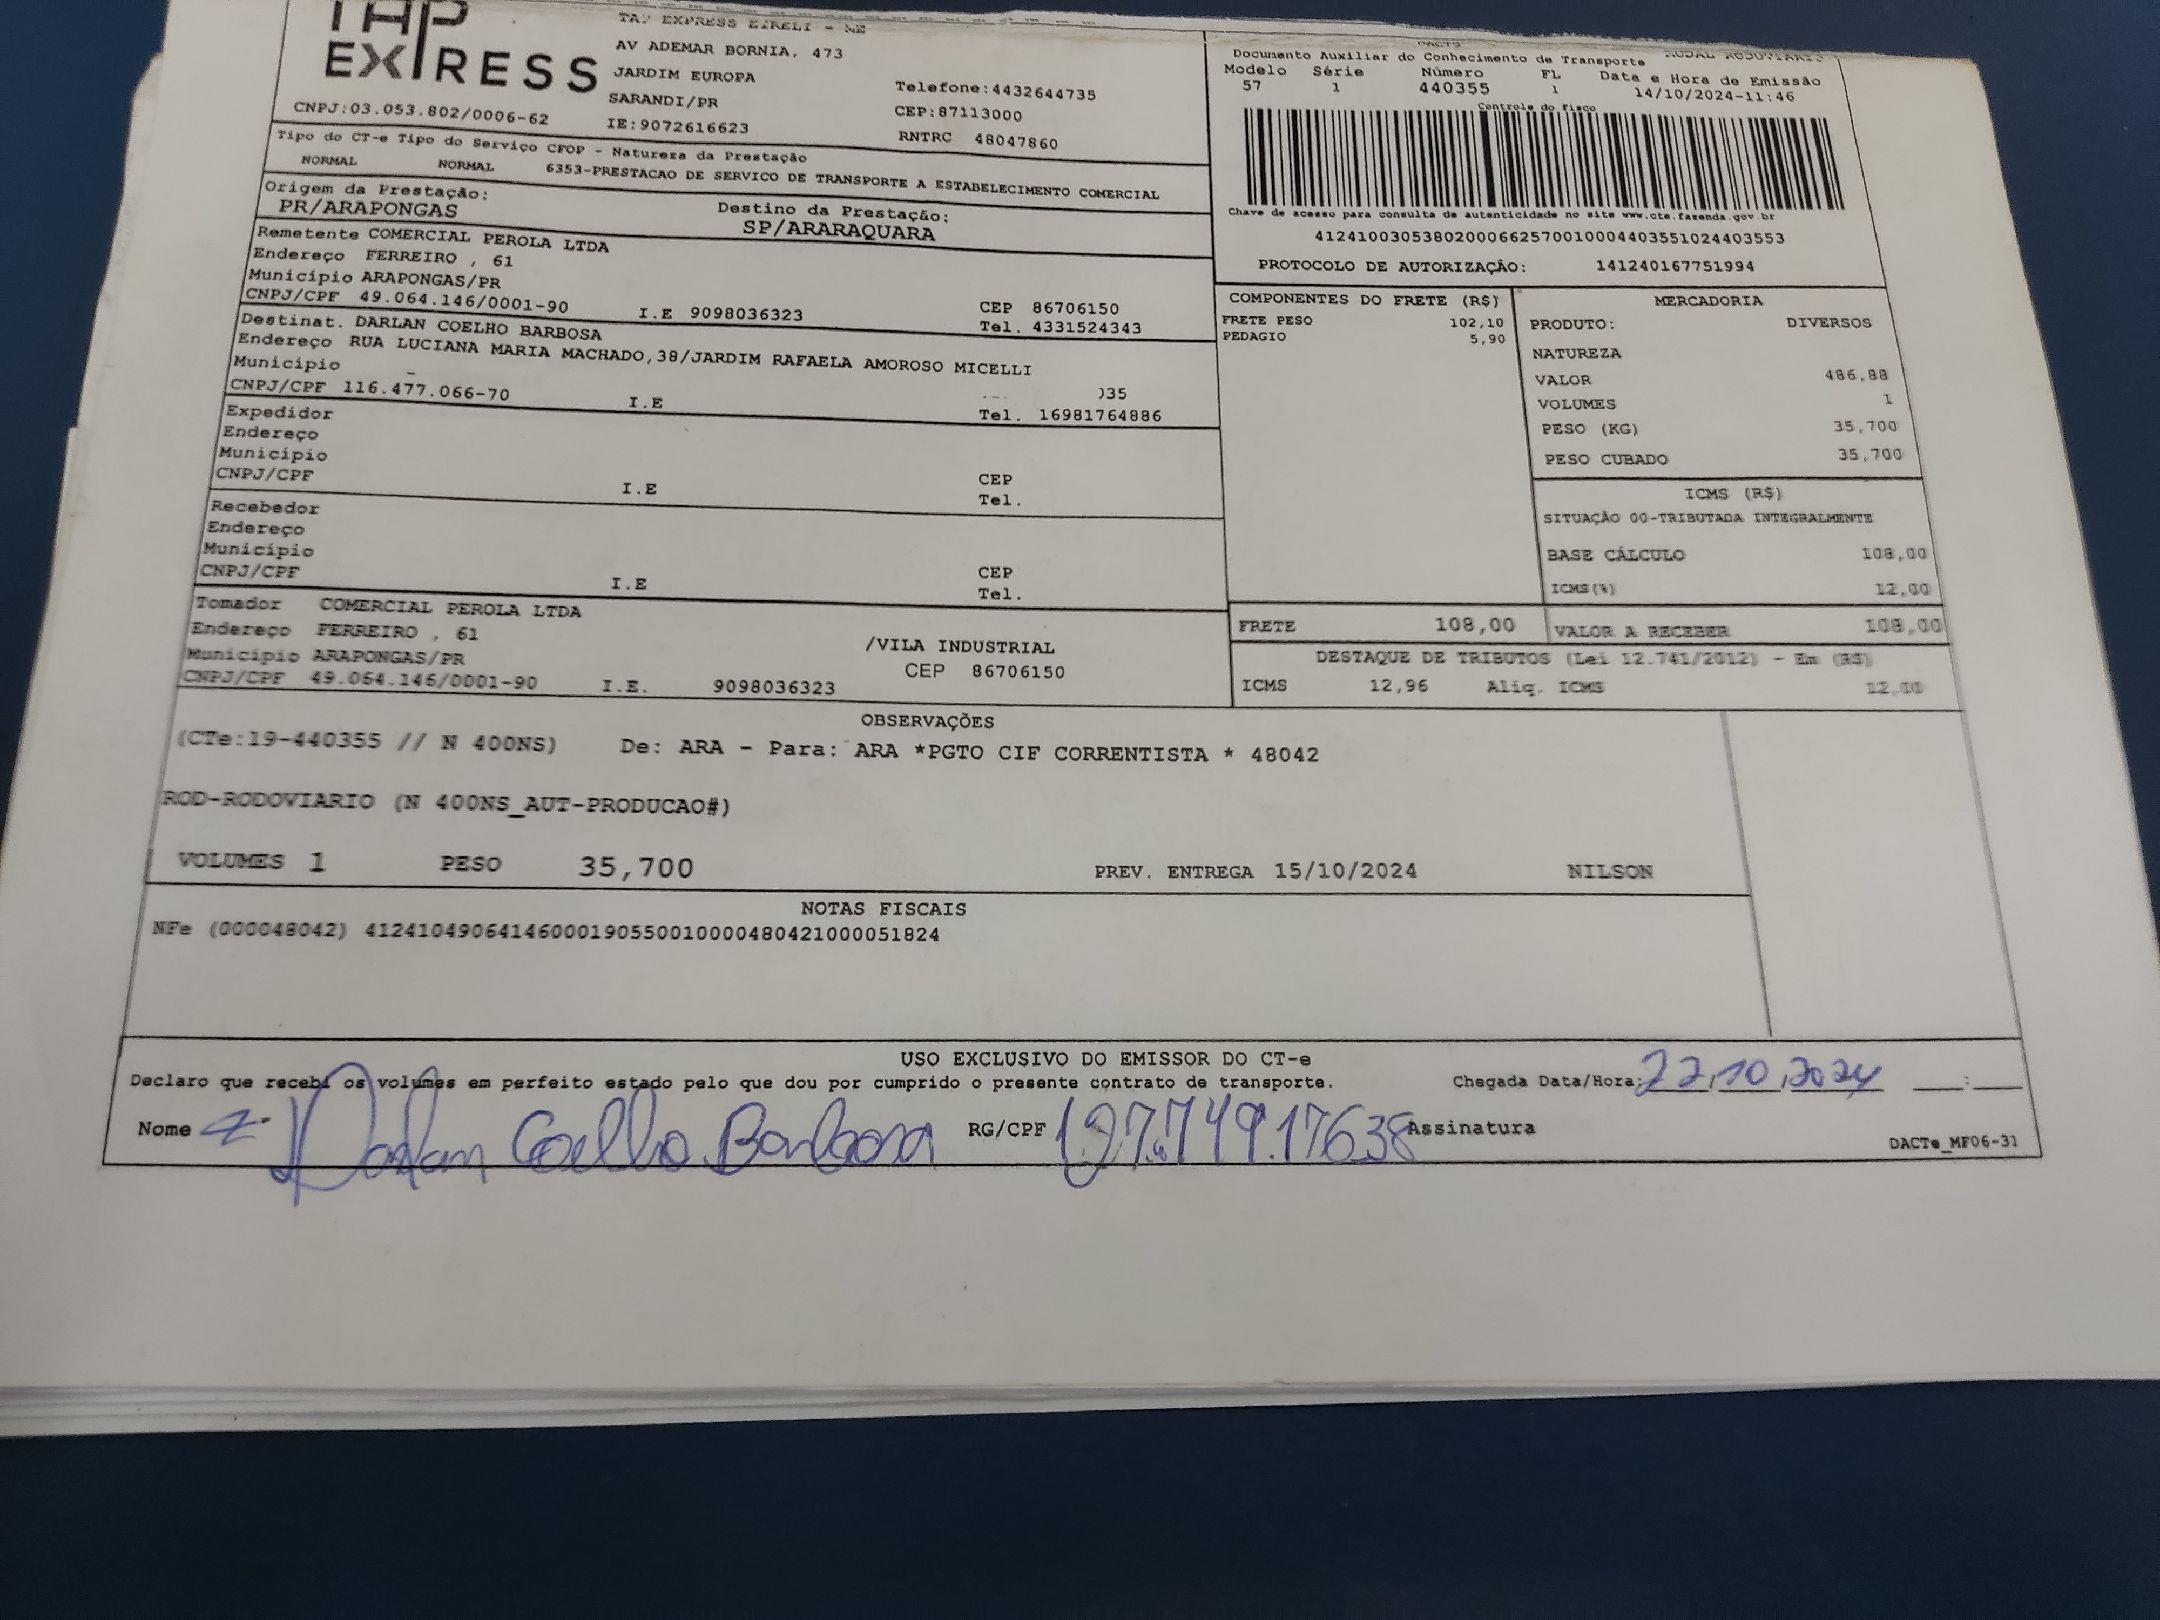 TAP
EXPRESS
TAP EXPRESS EIRELI - ME
AV ADEMAR BORNIA, 473
JARDIM EUROPA
SARANDI/PR
CNPJ:03.053.802/0006-62
IE:9072616623
Telefone:4432644735
CEP:87113000
RNTRC 48047860
DACTE
MODAL RODOVIARIO
Documento Auxiliar do Conhecimento de Transporte
Modelo Série Número FL Data e Hora de Emissão
57 1 440355 1 14/10/2024-11:46
Controle do Fisco
Chave de acesso para consulta de autenticidade no site www.cte.fazenda.gov.br
41241003053802000662570010004403551024403553
PROTOCOLO DE AUTORIZAÇÃO: 141240167751994
Tipo do CT-e Tipo do Serviço CFOP - Natureza da Prestação
NORMAL NORMAL 6353-PRESTACAO DE SERVICO DE TRANSPORTE A ESTABELECIMENTO COMERCIAL
Origem da Prestação: Destino da Prestação:
PR/ARAPONGAS SP/ARARAQUARA
Remetente COMERCIAL PEROLA LTDA
Endereço FERREIRO , 61
Município ARAPONGAS/PR
CNPJ/CPF 49.064.146/0001-90 I.E 9098036323 CEP 86706150
Tel. 4331524343
Destinat. DARLAN COELHO BARBOSA
Endereço RUA LUCIANA MARIA MACHADO,38/JARDIM RAFAELA AMOROSO MICELLI
Município
CNPJ/CPF 116.477.066-70 I.E 035
Tel. 16981764886
Expedidor
Endereço
Município
CNPJ/CPF I.E CEP
Tel.
Recebedor
Endereço
Município
CNPJ/CPF I.E CEP
Tel.
Tomador COMERCIAL PEROLA LTDA
Endereço FERREIRO , 61 /VILA INDUSTRIAL
Município ARAPONGAS/PR CEP 86706150
CNPJ/CPF 49.064.146/0001-90 I.E. 9098036323
COMPONENTES DO FRETE (R$)
FRETE PESO 102,10
PEDAGIO 5,90
MERCADORIA
PRODUTO: DIVERSOS
NATUREZA
VALOR 486,88
VOLUMES 1
PESO (KG) 35,700
PESO CUBADO 35,700
ICMS (R$)
SITUAÇÃO 00-TRIBUTADA INTEGRALMENTE
BASE CÁLCULO 108,00
ICMS(%) 12,00
FRETE 108,00 VALOR A RECEBER 108,00
DESTAQUE DE TRIBUTOS (Lei 12.741/2012) - Em (R$)
ICMS 12,96 Aliq. ICMS 12,00
OBSERVAÇÕES
(CTe:19-440355 // N 400NS) De: ARA - Para: ARA *PGTO CIF CORRENTISTA * 48042
ROD-RODOVIARIO (N 400NS_AUT-PRODUCAO#)
VOLUMES 1 PESO 35,700 PREV. ENTREGA 15/10/2024 NILSON
NOTAS FISCAIS
NFe (000048042) 41241049064146000190550010000480421000051824
USO EXCLUSIVO DO EMISSOR DO CT-e
Declaro que recebi os volumes em perfeito estado pelo que dou por cumprido o presente contrato de transporte. Chegada Data/Hora: 22,10,2024 __:__
Nome Darlan Coelho Barbosa RG/CPF 127.749.17638 Assinatura
DACTe_MF06-31